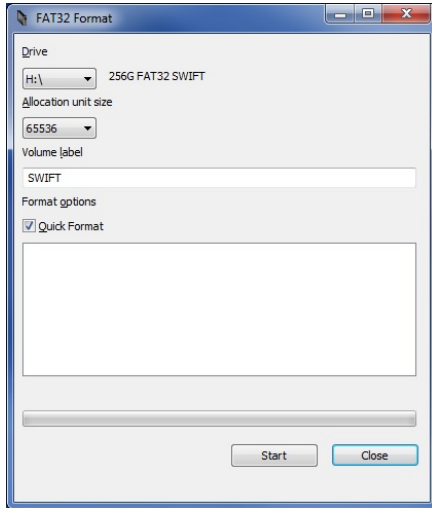 FAT32 Format
Drive
H:\ 256G FAT32 SWIFT
Allocation unit size
65536
Volume label
SWIFT
Format options
Quick Format
Start Close